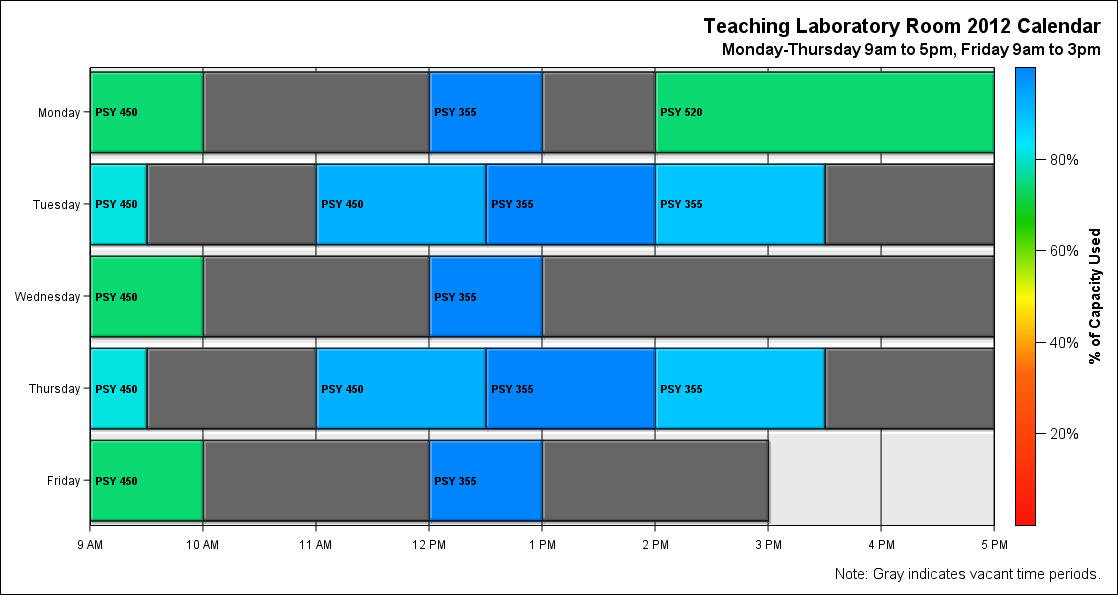 Teaching Laboratory Room 2012 Calendar
Monday-Thursday 9am to 5pm, Friday 9am to 3pm
Monday
PSY 450
PSY 355
PSY 520
Tuesday
PSY 450
PSY 450
PSY 355
PSY 355
Wednesday
PSY 450
PSY 355
Thursday
PSY 450
PSY 450
PSY 355
PSY 355
Friday
PSY 450
PSY 355
9 AM
10 AM
11 AM
12 PM
1 PM
2 PM
3 PM
4 PM
5 PM
80%
60%
40%
20%
% of Capacity Used
Note: Gray indicates vacant time periods.